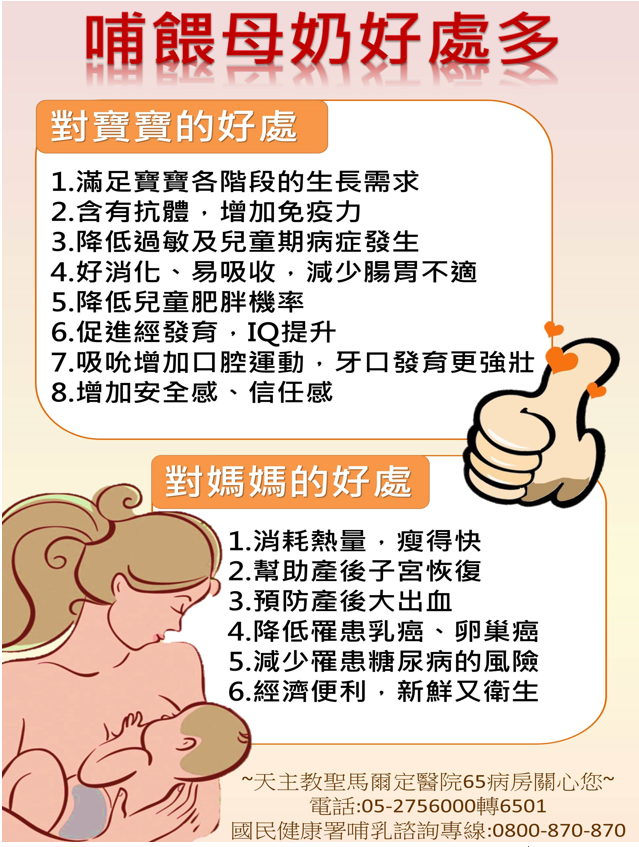 哺餵母奶好處多
對寶寶的好處
1.滿足寶寶各階段的生長需求
2.含有抗體，增加免疫力
3.降低過敏及兒童期病症發生
4.好消化、易吸收，減少腸胃不適
5.降低兒童肥胖機率
6.促進經發育，IQ提升
7.吸吮增加口腔運動，牙口發育更強壯
8.增加安全感、信任感
對媽媽的好處
1.消耗熱量，瘦得快
2.幫助產後子宮恢復
3.預防產後大出血
4.降低罹患乳癌、卵巢癌
5.減少罹患糖尿病的風險
6.經濟便利，新鮮又衛生
~天主教聖馬爾定醫院65病房關心您~
電話:05-2756000轉6501
國民健康署哺乳諮詢專線:0800-870-870